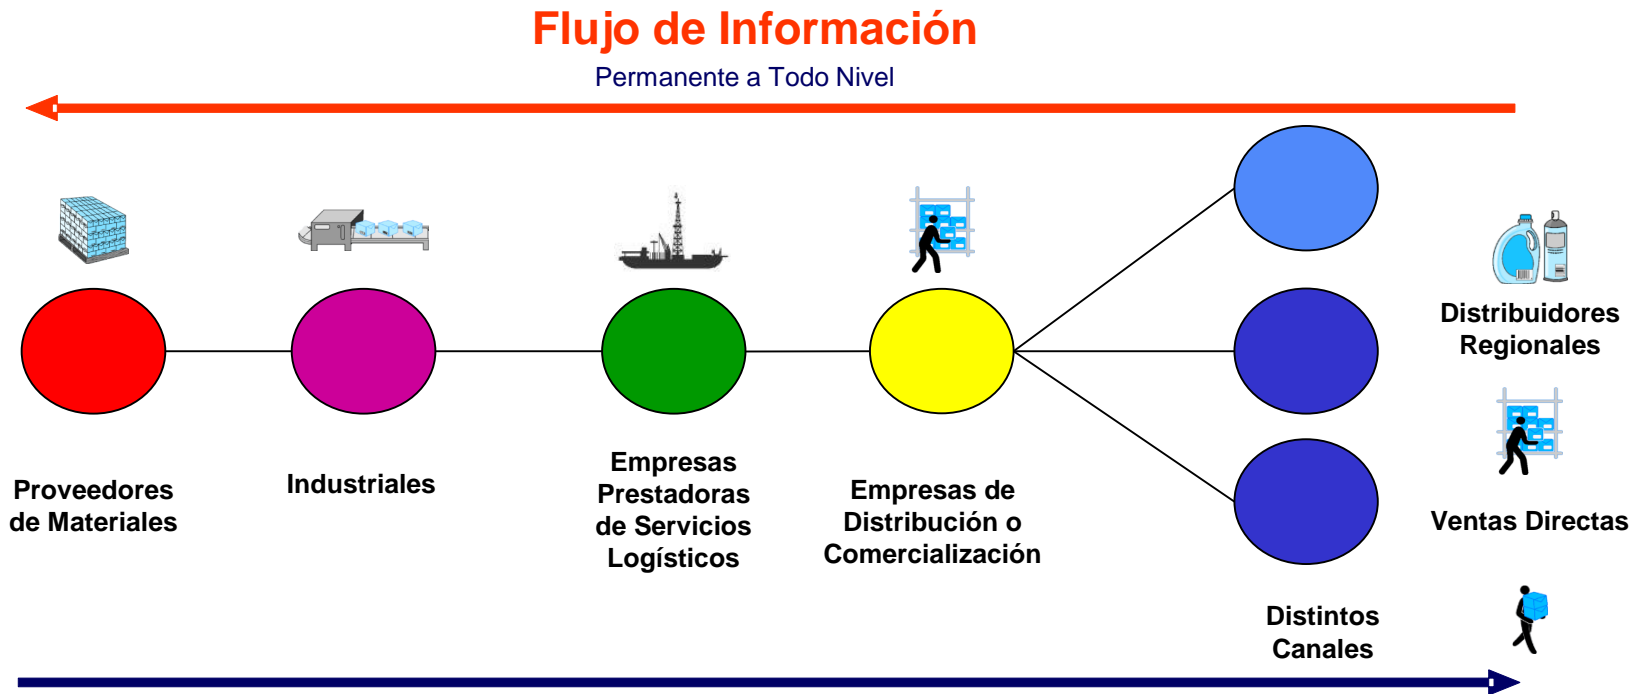 Flujo de Información
Permanente a Todo Nivel
Proveedores
de Materiales
Industriales
Empresas
Prestadoras
de Servicios
Logísticos
Empresas de
Distribución o
Comercialización
Distintos
Canales
Distribuidores
Regionales
Ventas Directas